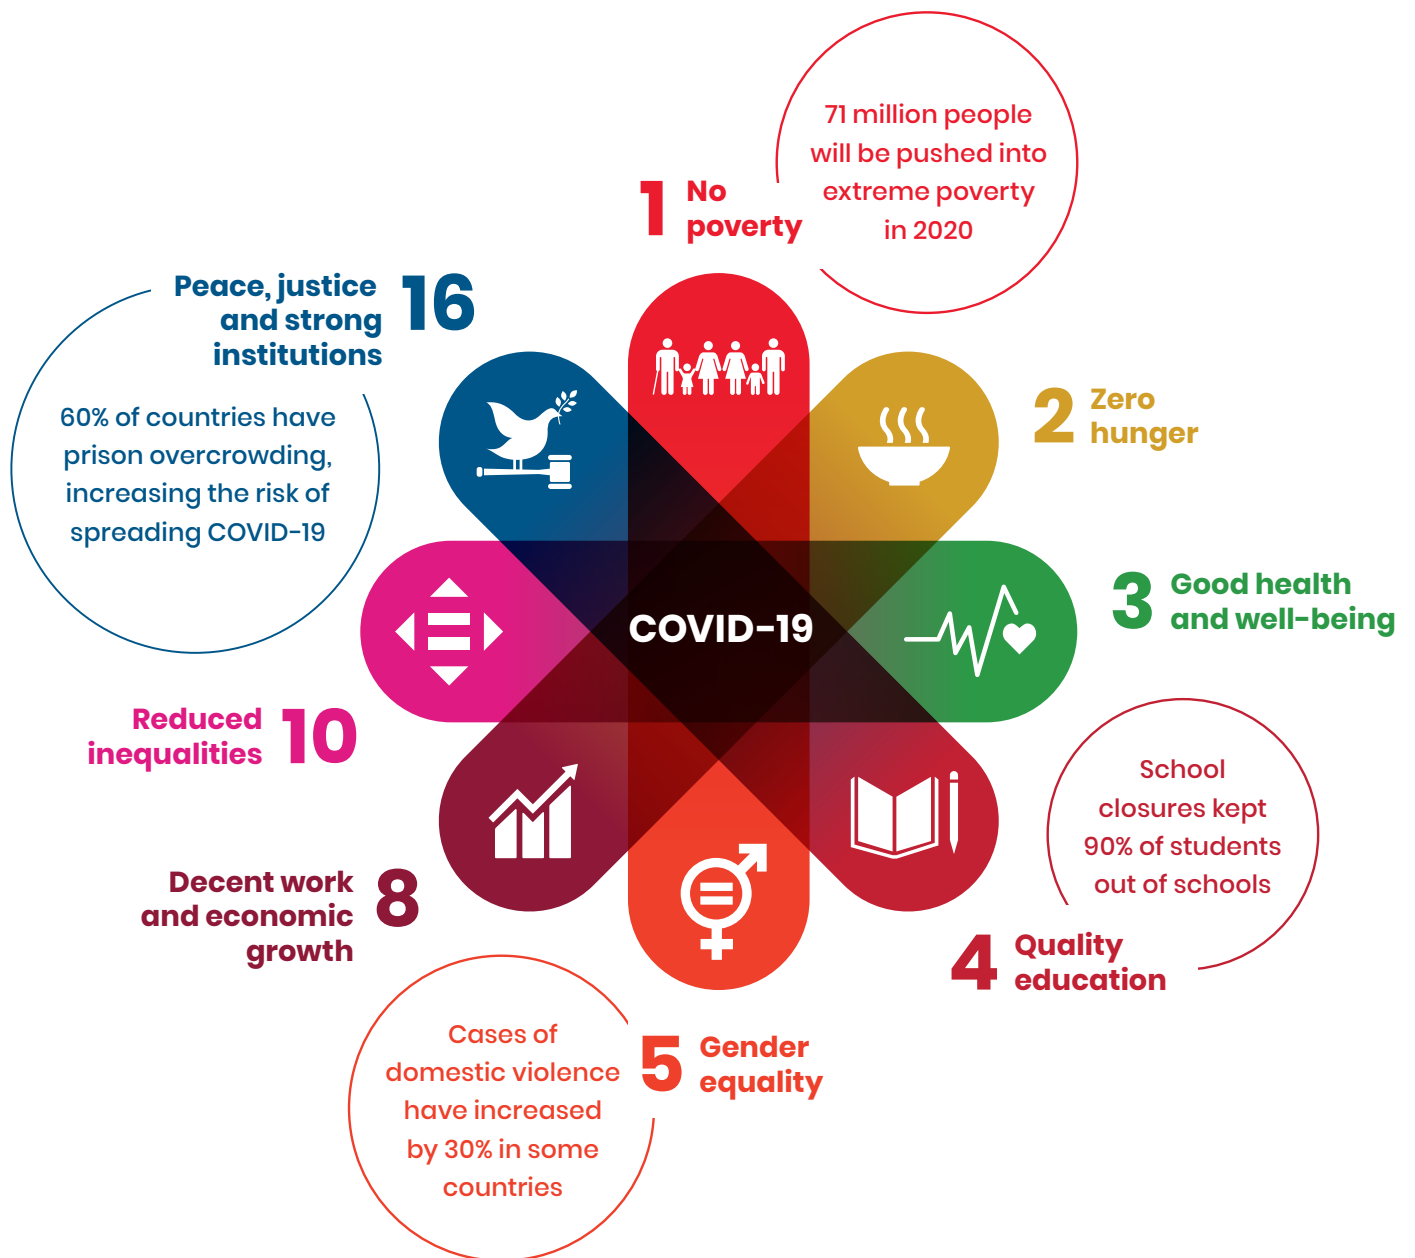 71 million people
will be pushed into
extreme poverty
in 2020
1
No
poverty
2
Zero
hunger
3
Good health
and well-being
School
closures kept
90% of students
out of schools
4
Quality
education
5
Gender
equality
Cases of
domestic violence
have increased
by 30% in some
countries
Decent work
and economic
growth
8
Reduced
inequalities
10
Peace, justice
and strong
institutions
16
60% of countries have
prison overcrowding,
increasing the risk of
spreading COVID-19
COVID-19